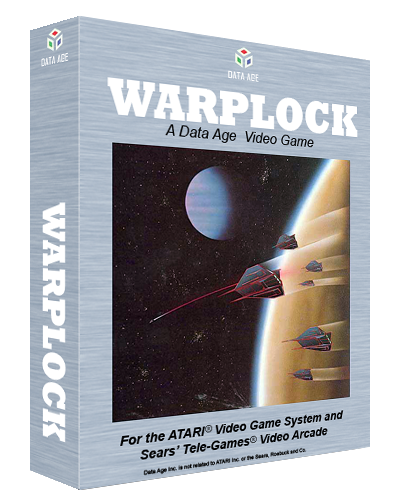 DATA AGE
WARPLOCK
DATA AGE
WARPLOCK
A Data Age Video Game
For the ATARI® Video Game System and
Sears' Tele-Games® Video Arcade
Data Age Inc. is not related to ATARI Inc. or the Sears, Roebuck and Co.